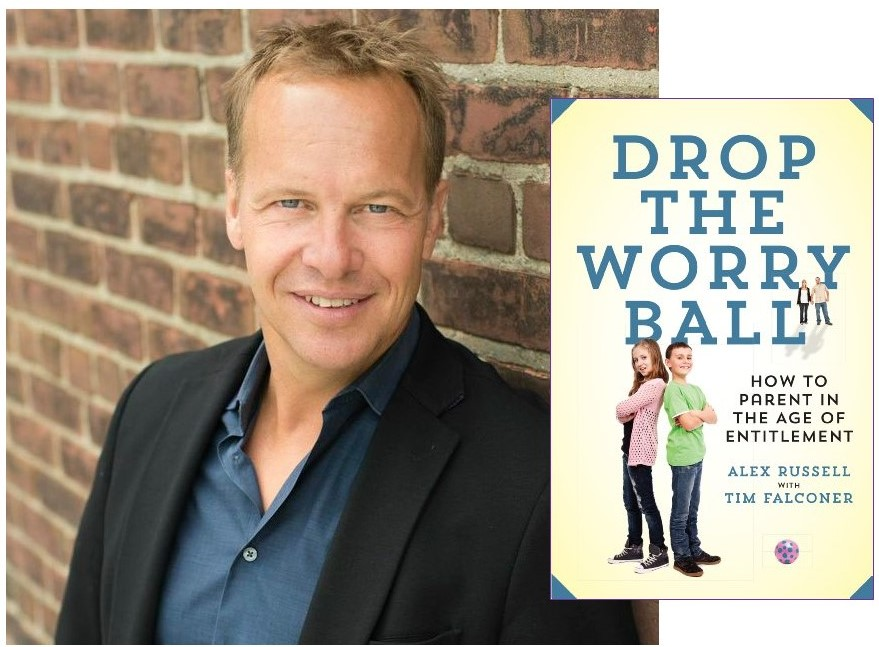 DROP
THE
WORRY
BALL
HOW TO
PARENT IN
THE AGE OF
ENTITLEMENT
ALEX RUSSELL
WITH
TIM FALCONER